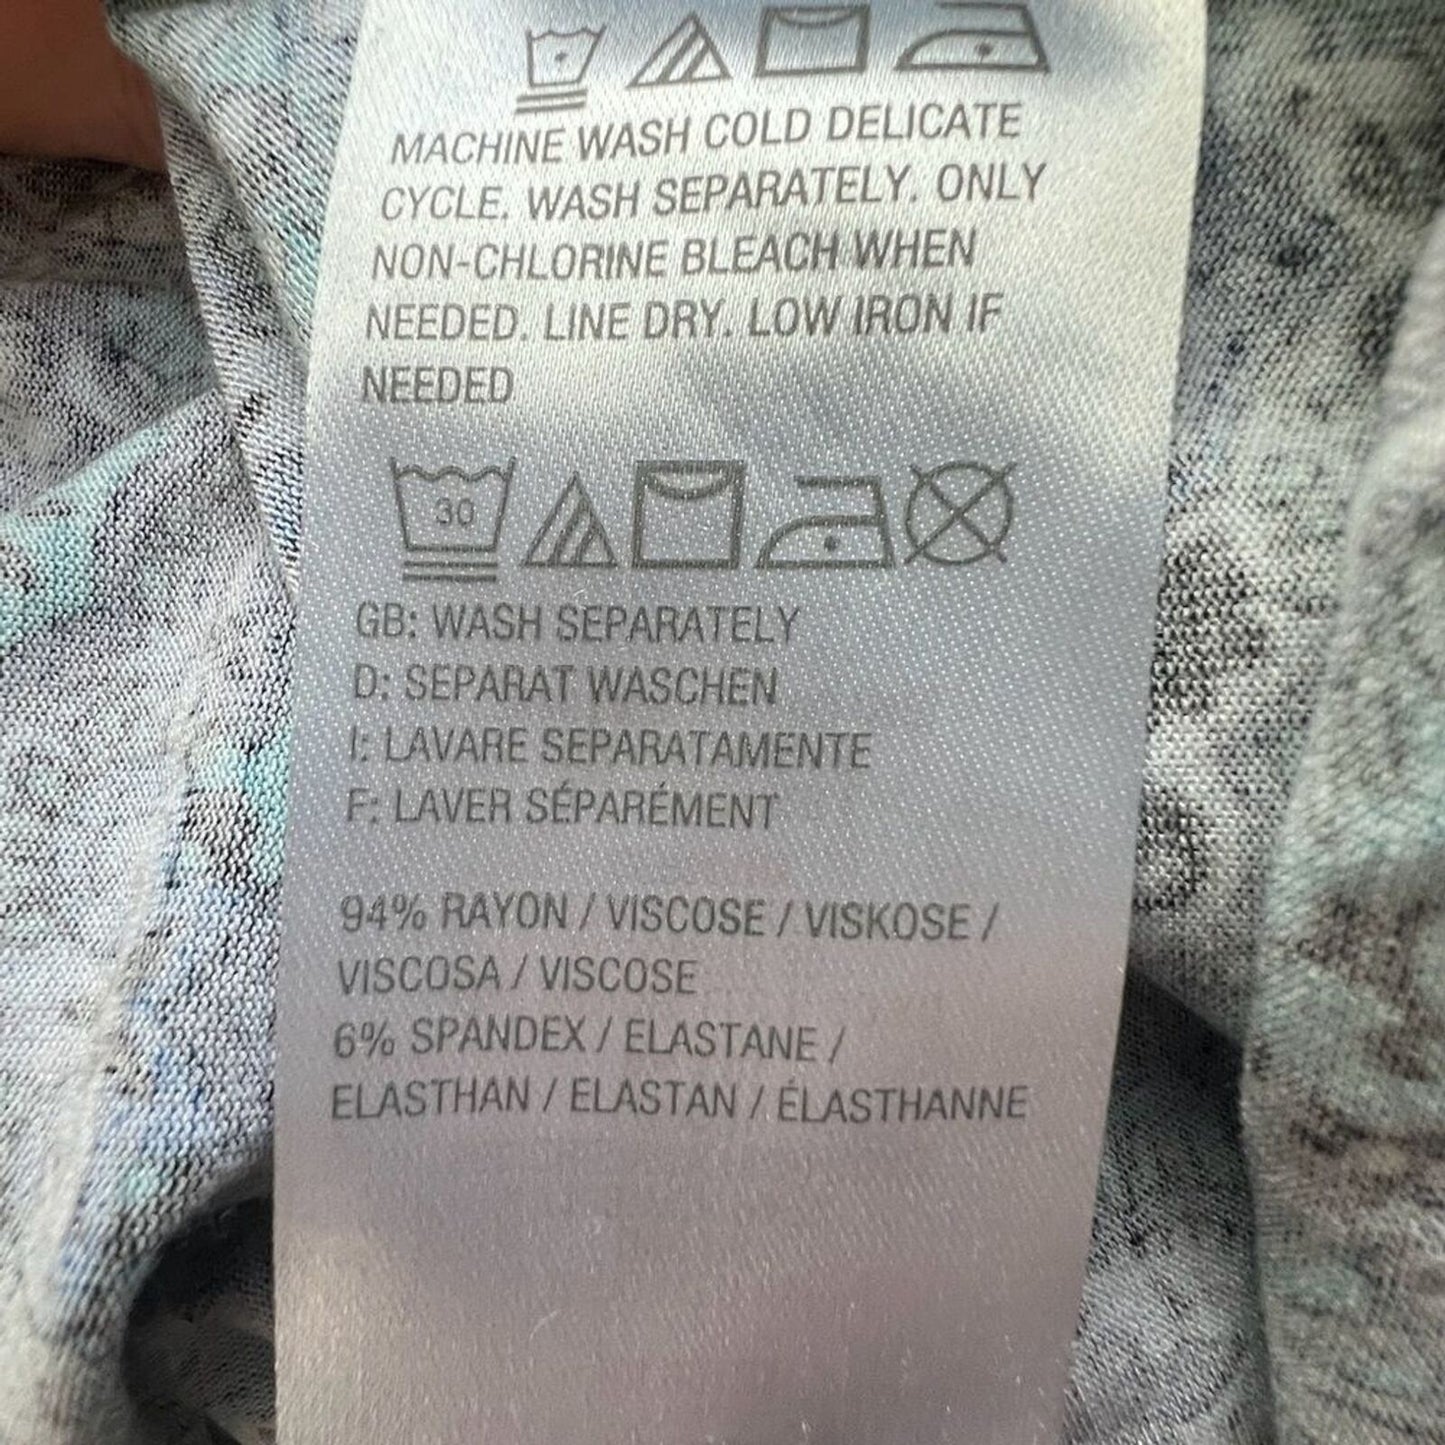 MACHINE WASH COLD DELICATE
CYCLE. WASH SEPARATELY. ONLY
NON-CHLORINE BLEACH WHEN
NEEDED. LINE DRY. LOW IRON IF
NEEDED
30
GB: WASH SEPARATELY
D: SEPARAT WASCHEN
I: LAVARE SEPARATAMENTE
F: LAVER SÉPARÉMENT
94% RAYON / VISCOSE / VISKOSE /
VISCOSA / VISCOSE
6% SPANDEX / ELASTANE /
ELASTHAN / ELASTAN / ÉLASTHANNE